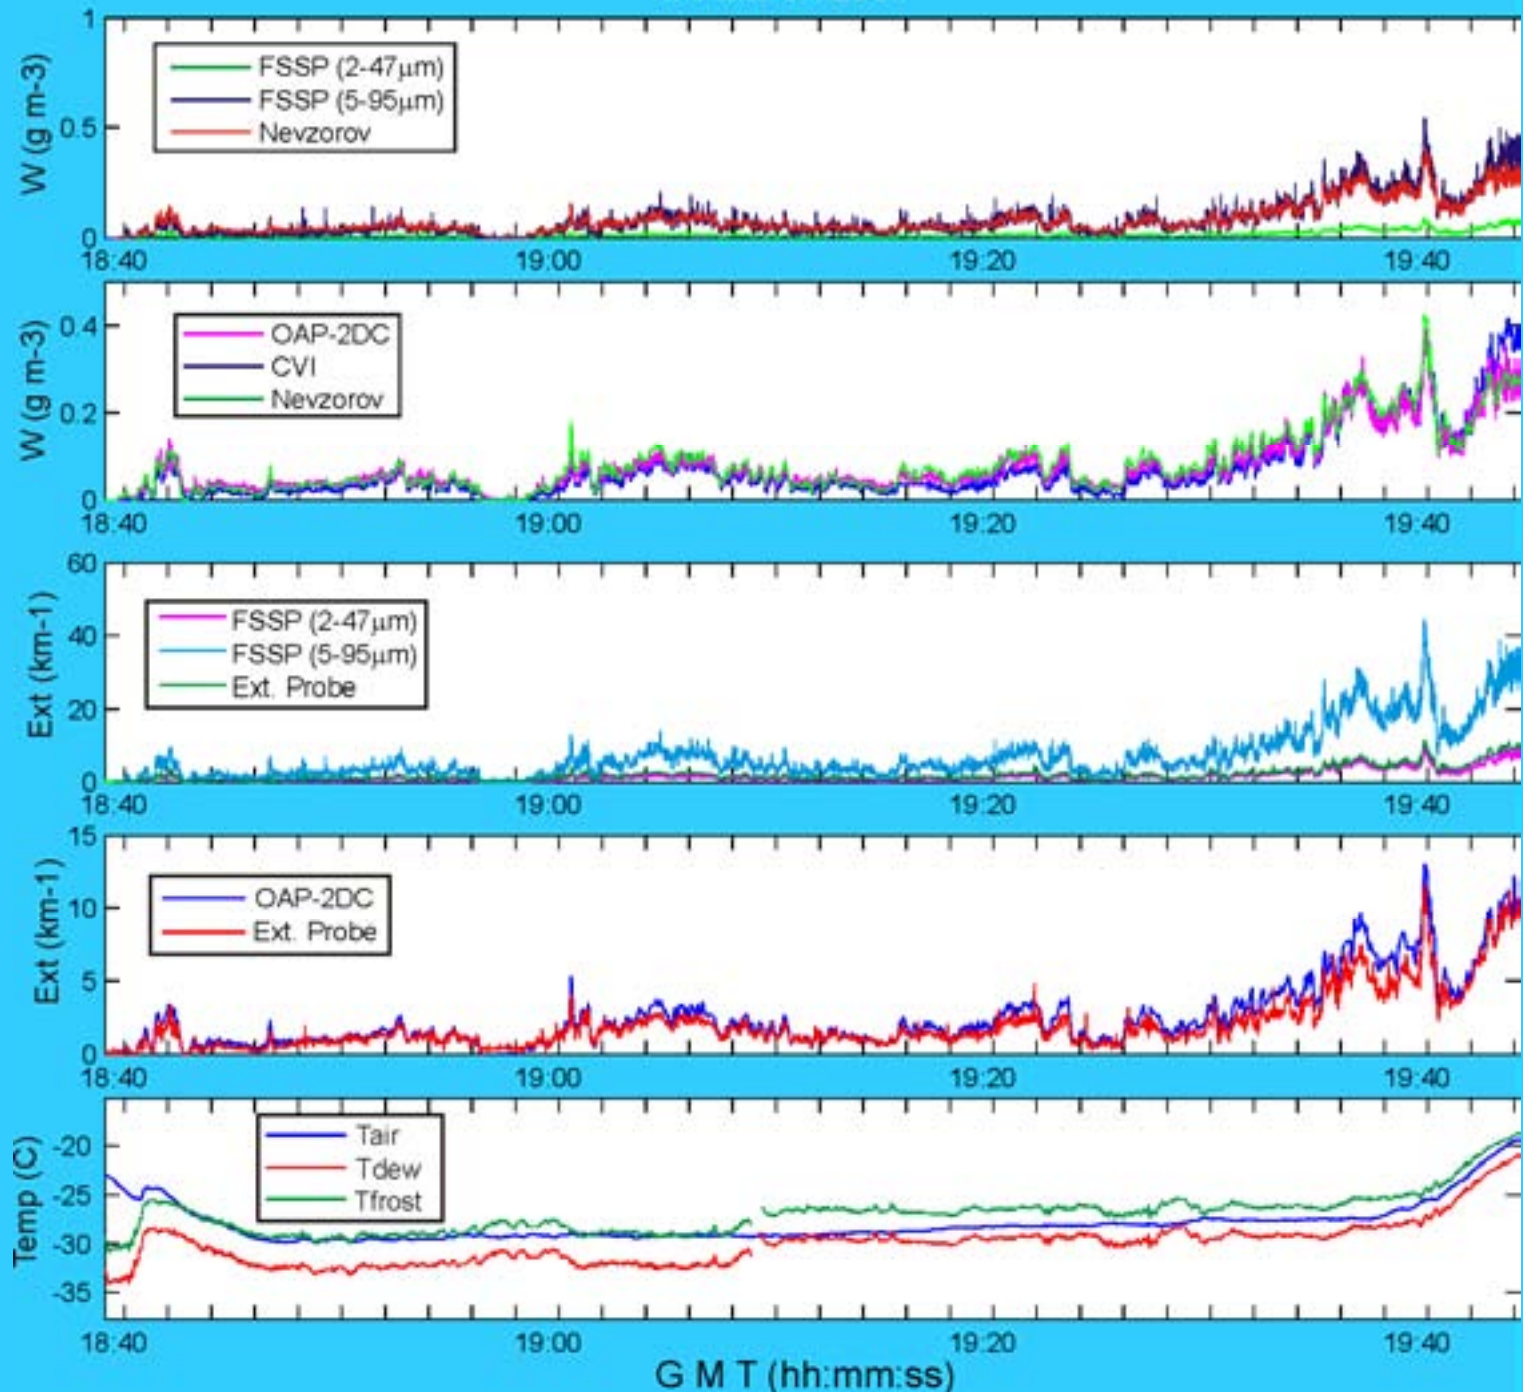 1
0.5
0
W (g m-3)
FSSP (2-47μm)
FSSP (5-95μm)
Nevzorov
18:40 19:00 19:20 19:40
0.4
0.2
0
W (g m-3)
OAP-2DC
CVI
Nevzorov
18:40 19:00 19:20 19:40
60
40
20
0
Ext (km-1)
FSSP (2-47μm)
FSSP (5-95μm)
Ext. Probe
18:40 19:00 19:20 19:40
15
10
5
0
Ext (km-1)
OAP-2DC
Ext. Probe
18:40 19:00 19:20 19:40
-20
-25
-30
-35
Temp (C)
Tair
Tdew
Tfrost
18:40 19:00 19:20 19:40
G M T (hh:mm:ss)